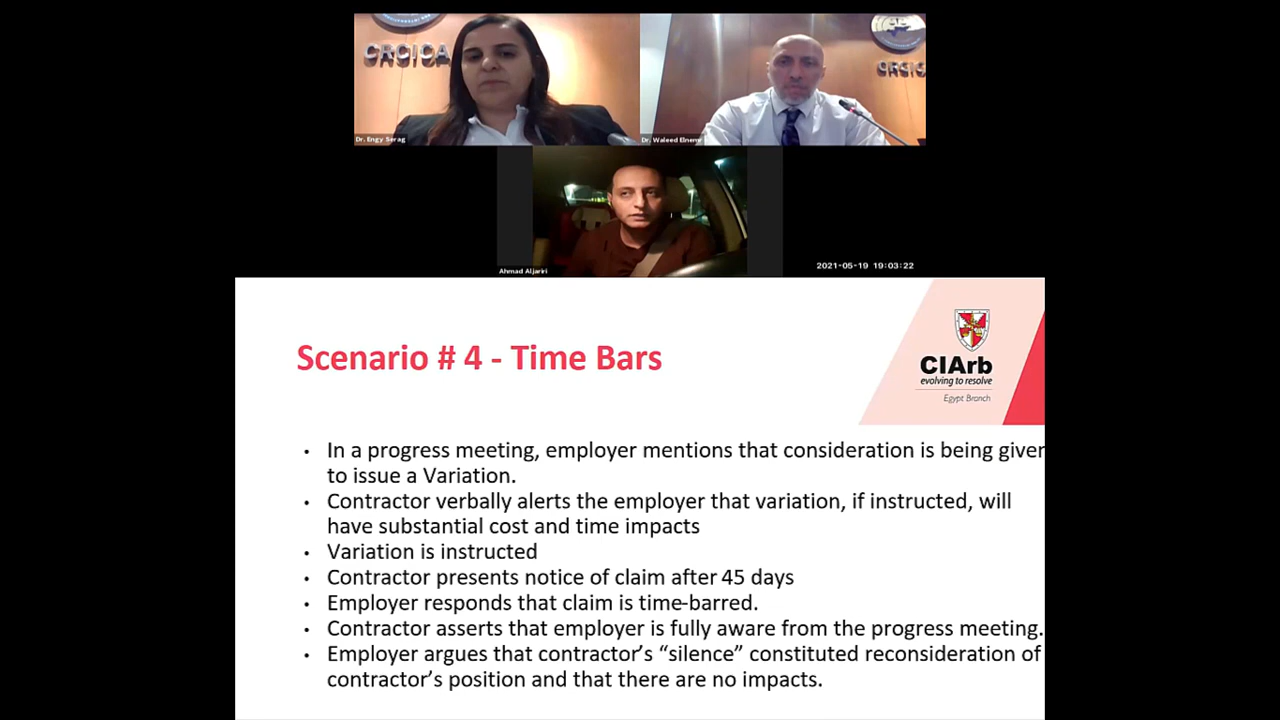 CRCICA
CRCIC
Dr. Engy Serag
Dr. Waleed Elnemr
Ahmad Aljariri
2021-05-19 19:03:22
Scenario # 4 - Time Bars
CIArb
evolving to resolve
Egypt Branch
• In a progress meeting, employer mentions that consideration is being given
to issue a Variation.
• Contractor verbally alerts the employer that variation, if instructed, will
have substantial cost and time impacts
• Variation is instructed
• Contractor presents notice of claim after 45 days
• Employer responds that claim is time-barred.
• Contractor asserts that employer is fully aware from the progress meeting.
• Employer argues that contractor’s “silence” constituted reconsideration of
contractor’s position and that there are no impacts.